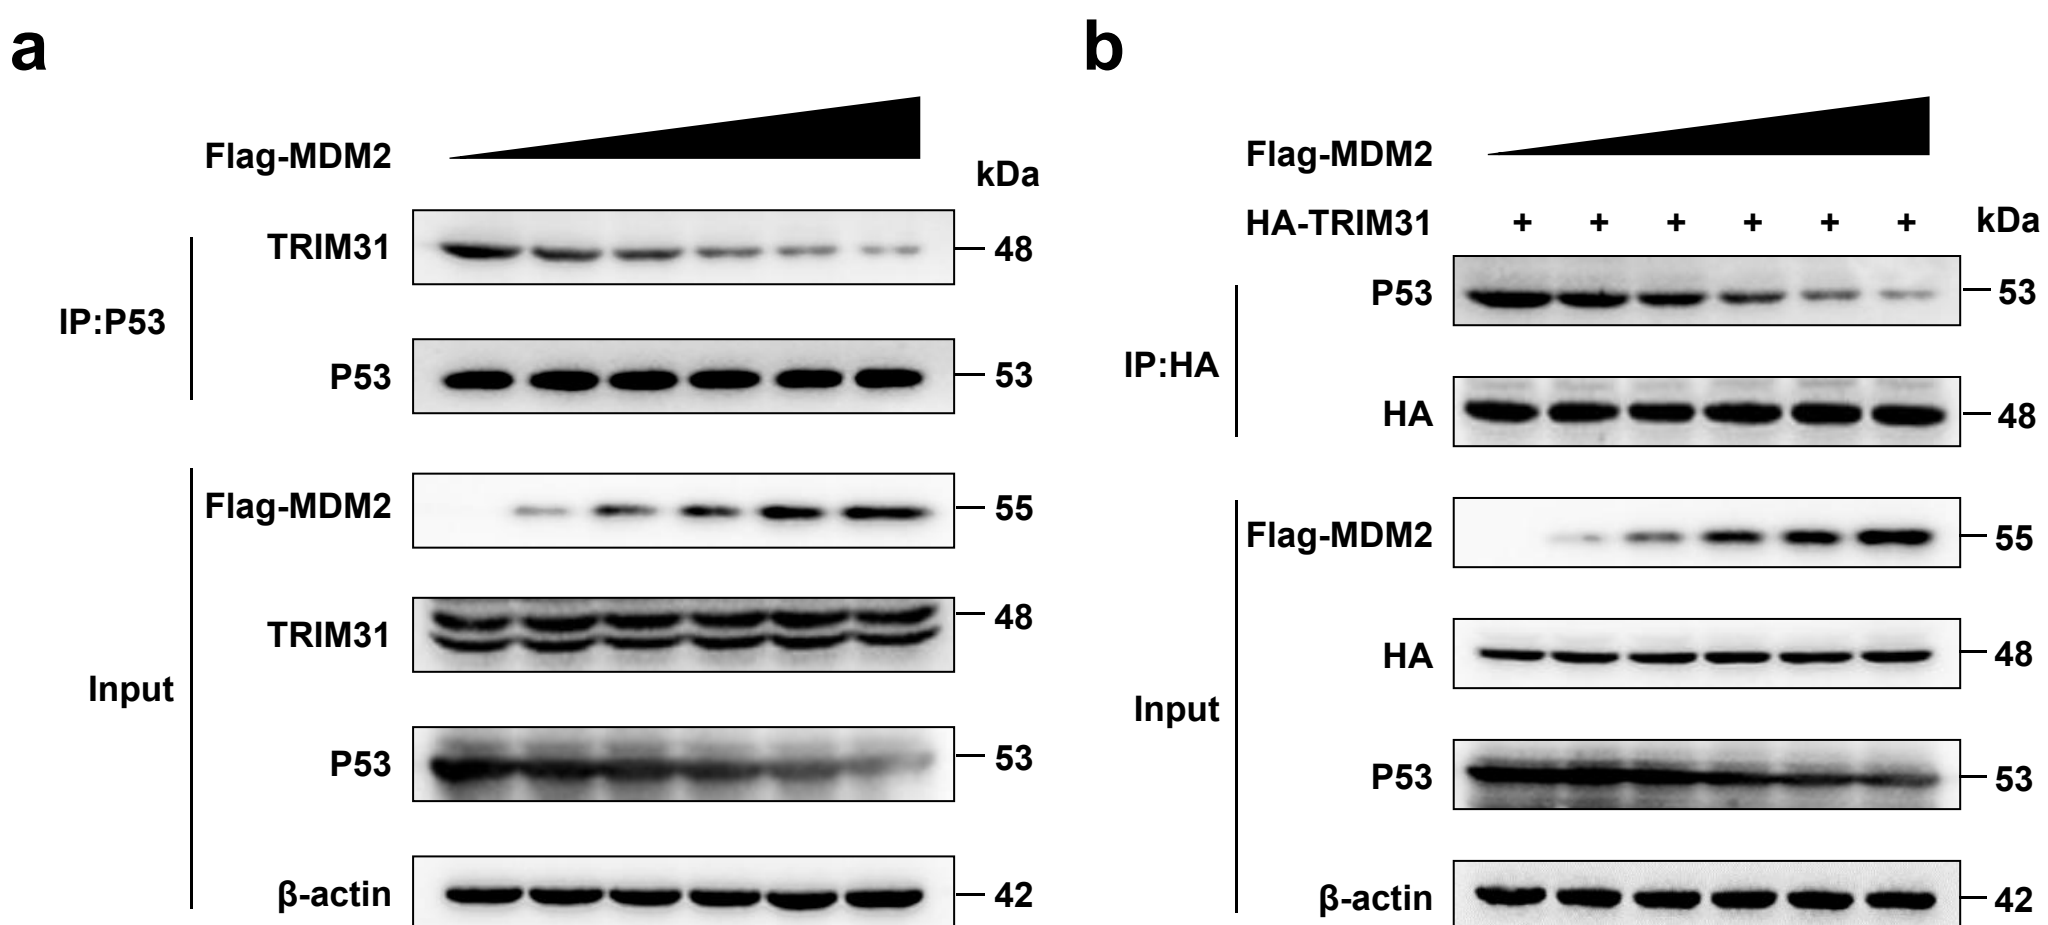 a
Flag-MDM2
kDa
IP:P53
TRIM31
48
P53
53
Input
Flag-MDM2
55
TRIM31
48
P53
53
β-actin
42
b
Flag-MDM2
HA-TRIM31 + + + + + + kDa
IP:HA
P53
53
HA
48
Input
Flag-MDM2
55
HA
48
P53
53
β-actin
42